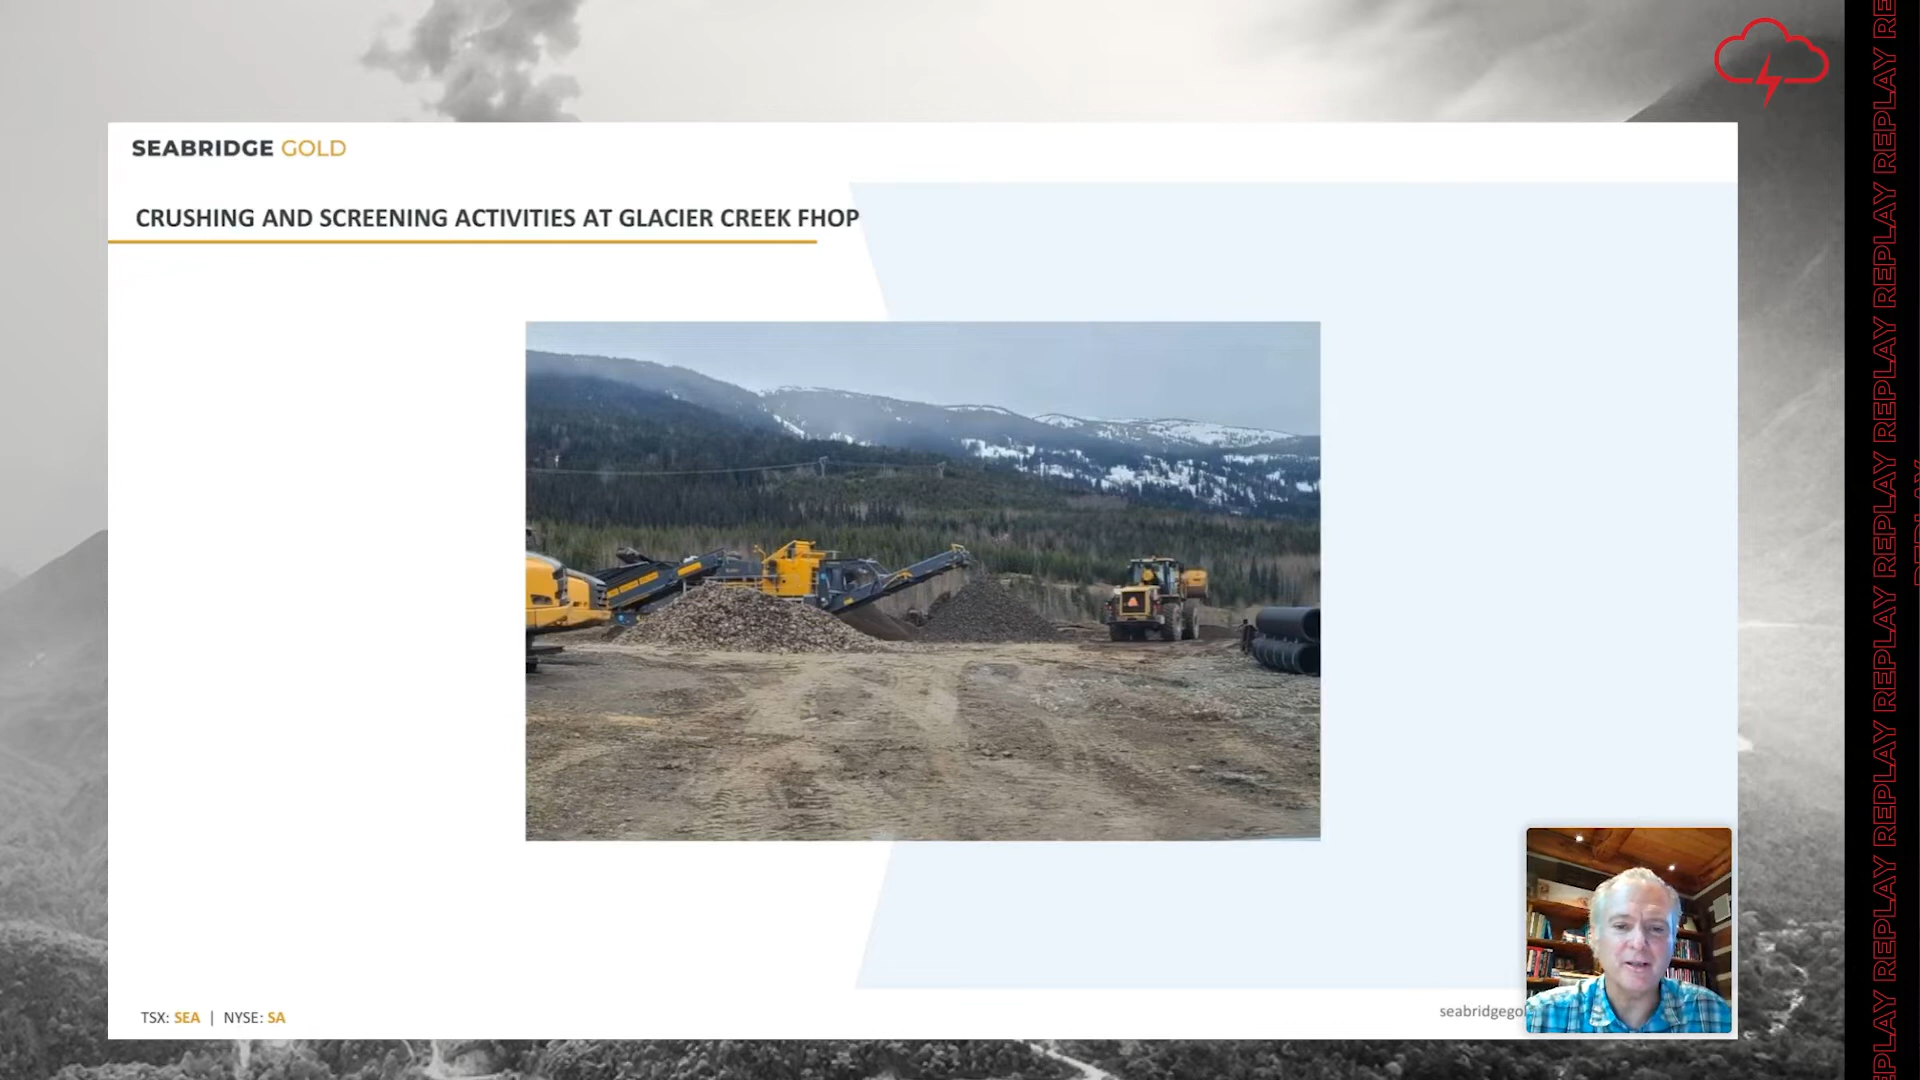 SEABRIDGE GOLD
CRUSHING AND SCREENING ACTIVITIES AT GLACIER CREEK FHOP
TSX: SEA | NYSE: SA
seabridgegol
REPLAY REPLAY REPLAY REPLAY REPLAY REPLAY REPLAY